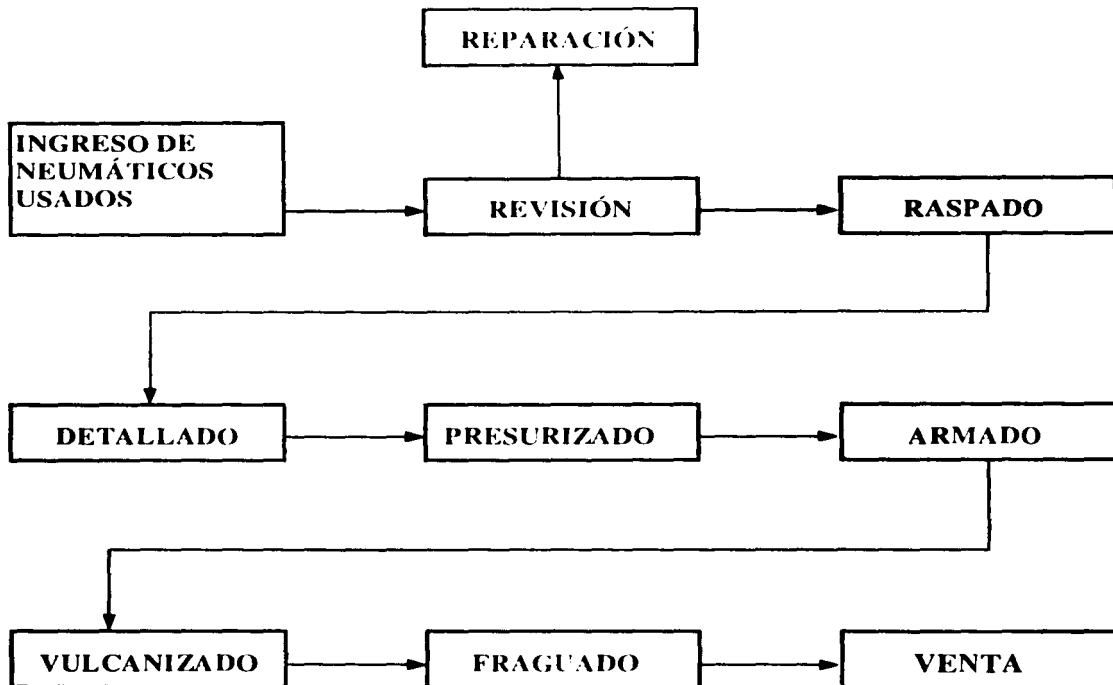 REPARACIÓN
INGRESO DE
NEUMÁTICOS
USADOS
REVISIÓN
RASPADO
DETALLADO
PRESURIZADO
ARMADO
VULCANIZADO
FRAGUADO
VENTA